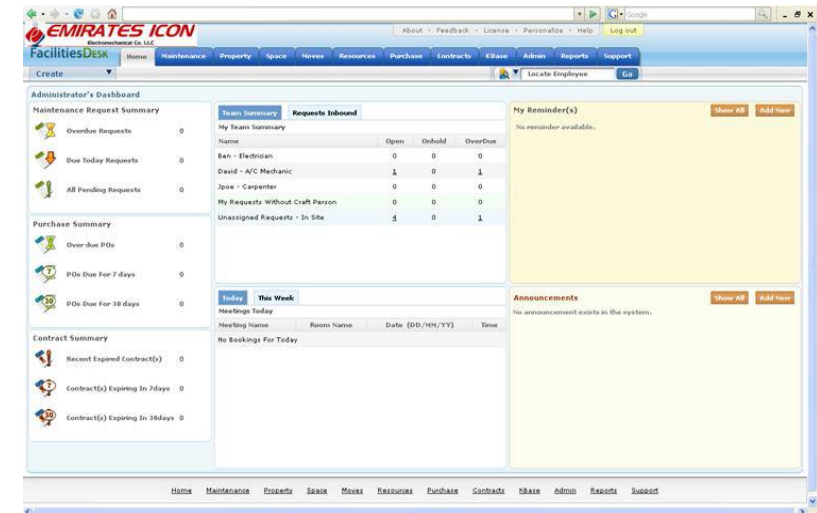 EMIRATES ICON
Electromechanical Co. LLC
About - Feedback - License - Personalize - Help Log out
FacilitiesDESK Home Maintenance Property Space Moves Resources Purchase Contracts KBase Admin Reports Support
Create Locate Employee Go
Administrator's Dashboard
Maintenance Request Summary
Overdue Requests 0
Due Today Requests 0
All Pending Requests 0
Purchase Summary
Over due POs 0
7
POs Due For 7 days 0
30
POs Due For 30 days 0
Contract Summary
Recent Expired Contract(s) 0
7
Contract(s) Expiring In 7days 0
30
Contract(s) Expiring In 30days 0
Team Summary Requests Inbound
My Team Summary
Name Open Onhold OverDue
Ben - Electrician 0 0 0
David - A/C Mechanic 1 0 1
Jpoe - Carpenter 0 0 0
My Requests Without Craft Person 0 0 0
Unassigned Requests - In Site 4 0 1
Today This Week
Meetings Today
Meeting Name Room Name Date (DD/MM/YY) Time
No Bookings For Today
My Reminder(s) Show All Add New
No reminder available.
Announcements Show All Add New
No announcement exists in the system.
Home Maintenance Property Space Moves Resources Purchase Contracts KBase Admin Reports Support